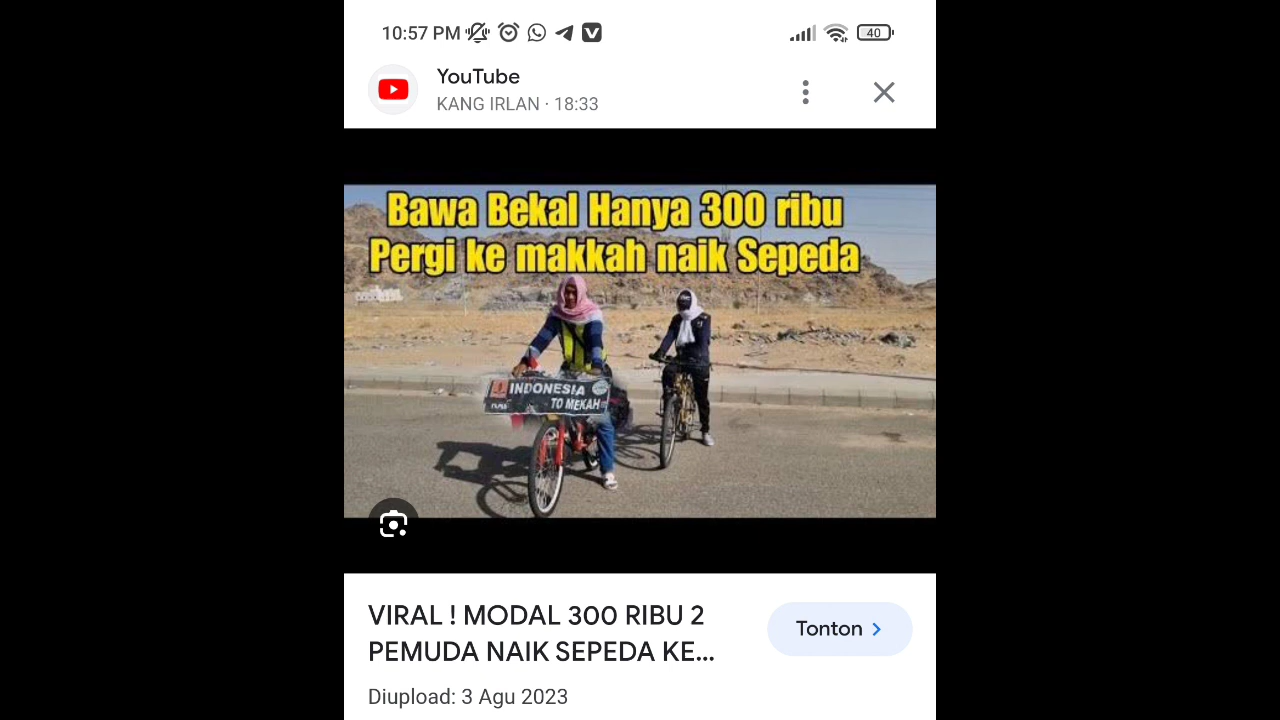 10:57 PM
40
YouTube
KANG IRLAN · 18:33
Bawa Bekal Hanya 300 ribu
Pergi ke makkah naik Sepeda
INDONESIA
TO MEKAH
VIRAL ! MODAL 300 RIBU 2
PEMUDA NAIK SEPEDA KE...
Tonton
Diupload: 3 Agu 2023